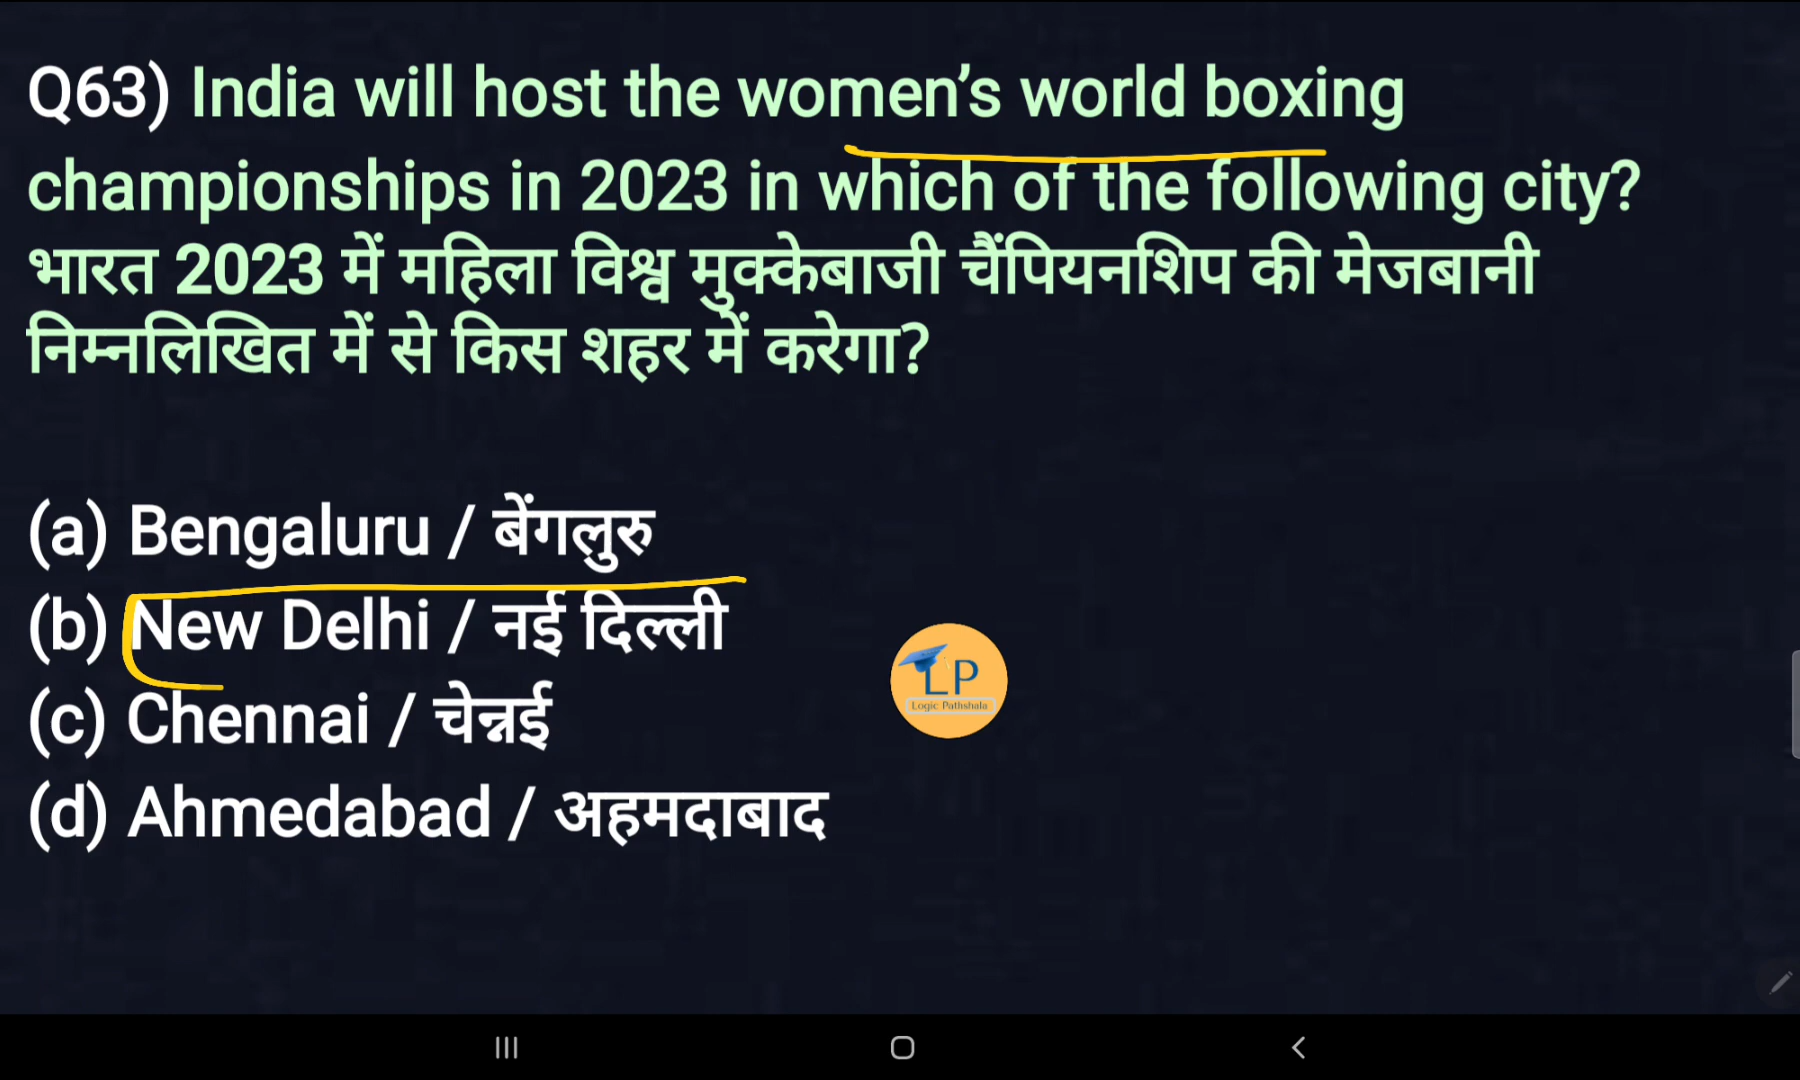 Q63) India will host the women’s world boxing
championships in 2023 in which of the following city?
भारत 2023 में महिला विश्व मुक्केबाजी चैंपियनशिप की मेजबानी
निम्नलिखित में से किस शहर में करेगा?
(a) Bengaluru / बेंगलुरु
(b) New Delhi / नई दिल्ली
(c) Chennai / चेन्नई
(d) Ahmedabad / अहमदाबाद
LP
Logic Pathshala